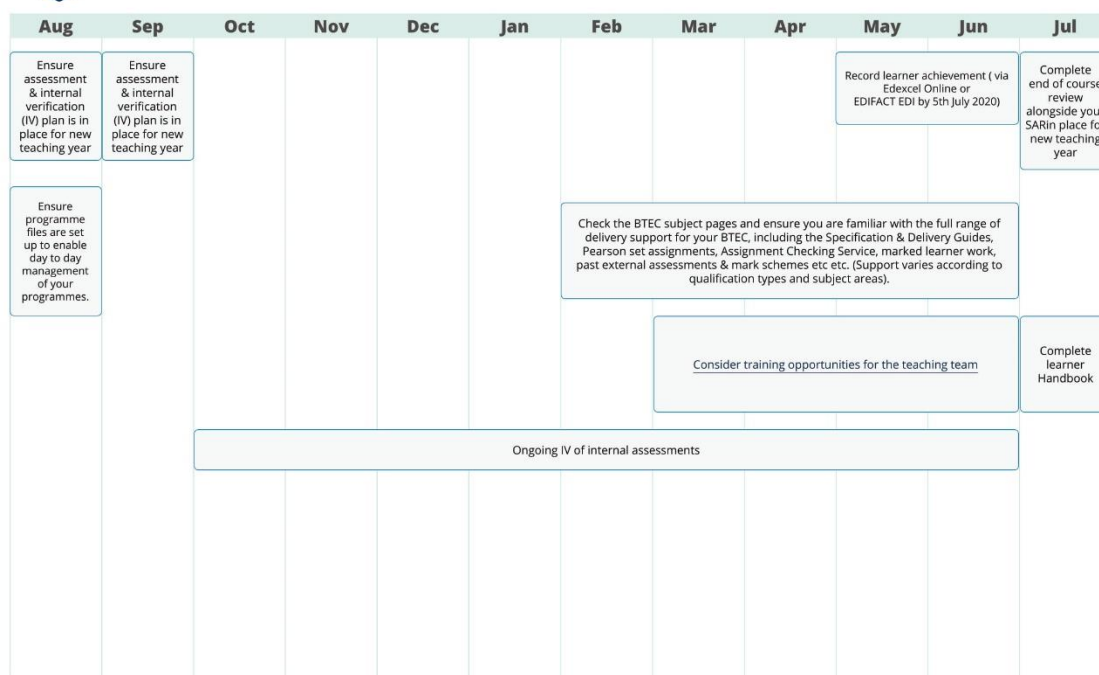 Aug Sep Oct Nov Dec Jan Feb Mar Apr May Jun Jul
Ensure
assessment
& internal
verification
(IV) plan is in
place for new
teaching year
Ensure
assessment
& internal
verification
(IV) plan is in
place for new
teaching year
Record learner achievement ( via
Edexcel Online or
EDIFACT EDI by 5th July 2020)
Complete
end of course
review
alongside you
SARin place fo
new teaching
year
Ensure
programme
files are set
up to enable
day to day
management
of your
programmes.
Check the BTEC subject pages and ensure you are familiar with the full range of
delivery support for your BTEC, including the Specification & Delivery Guides,
Pearson set assignments, Assignment Checking Service, marked learner work,
past external assessments & mark schemes etc etc. (Support varies according to
qualification types and subject areas).
Consider training opportunities for the teaching team
Complete
learner
Handbook
Ongoing IV of internal assessments